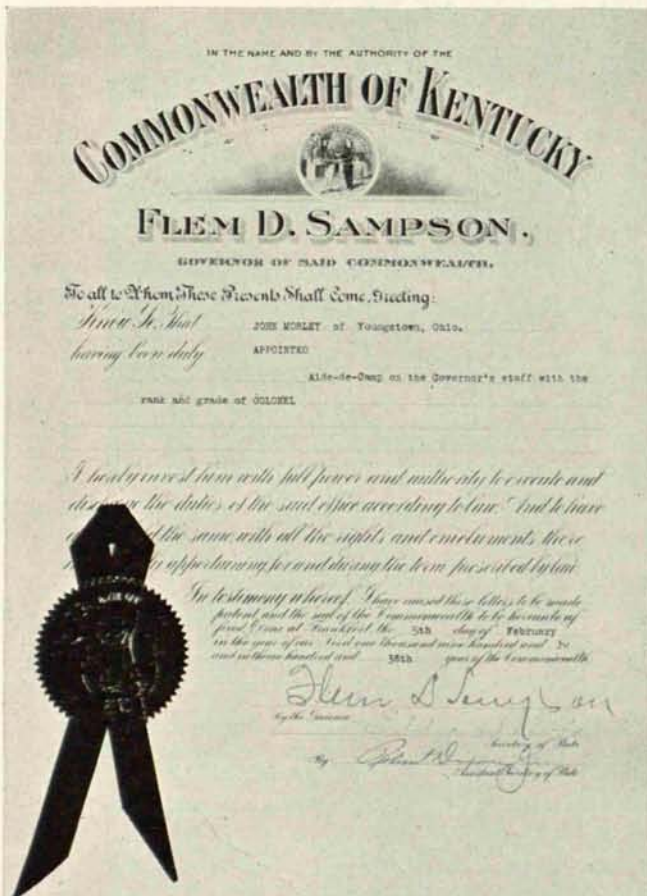 IN THE NAME AND BY THE AUTHORITY OF THE
COMMONWEALTH OF KENTUCKY
FLEM D. SAMPSON,
GOVERNOR OF SAID COMMONWEALTH.
To all to Whom These Presents Shall Come, Greeting:
Know Ye, That JOHN MORLEY of Youngstown, Ohio.
having been duly APPOINTED
Aide-de-Camp on the Governor's staff with the
rank and grade of COLONEL
I hereby invest him with full power and authority to execute and
discharge the duties of the said office according to law. And to have
the same, with all the rights and emoluments there
appertaining for and during the term prescribed by law.
In testimony whereof, I have caused these letters to be made
patent, and the seal of the Commonwealth to be hereunto af
Done at Frankfort, the 5th day of February
in the year of our Lord one thousand nine hundred and
and in the one hundred and 38th year of the Commonwealth
Flem D Sampson
By the Governor
Secretary of State
By
Assistant Secretary of State